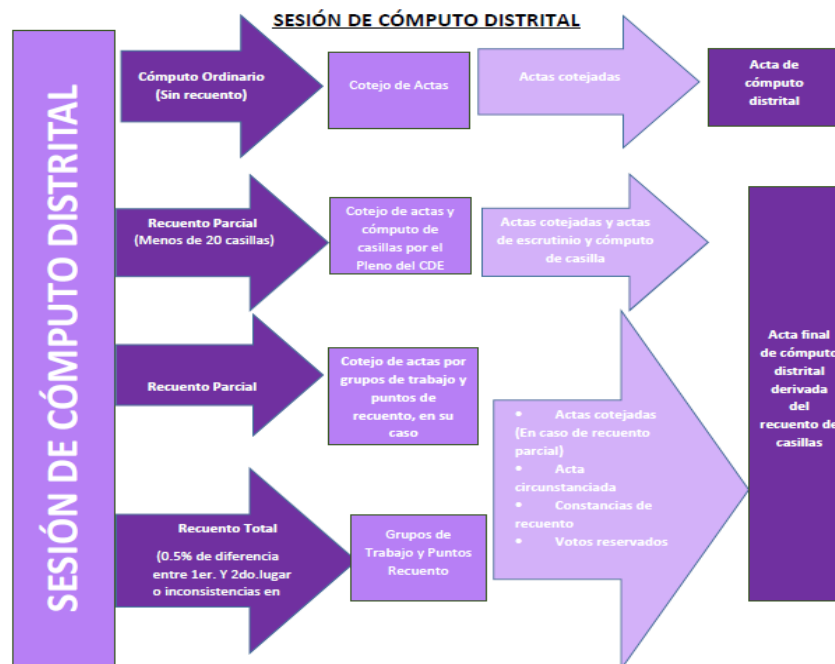 SESIÓN DE CÓMPUTO DISTRITAL
SESIÓN DE CÓMPUTO DISTRITAL
Cómputo Ordinario
(Sin recuento)
Cotejo de Actas
Actas cotejadas
Acta de
cómputo
distrital
Recuento Parcial
(Menos de 20 casillas)
Cotejo de actas y
cómputo de
casillas por el
Pleno del CDE
Actas cotejadas y actas
de escrutinio y cómputo
de casilla
Recuento Parcial
Cotejo de actas por
grupos de trabajo y
puntos de
recuento, en su
caso
Recuento Total
(0.5% de diferencia
entre 1er. Y 2do.lugar
o inconsistencias en
Grupos de
Trabajo y Puntos
Recuento
• Actas cotejadas
(En caso de recuento
parcial)
• Acta
circunstanciada
• Constancias de
recuento
• Votos reservados
Acta final
de cómputo
distrital
derivada
del
recuento de
casillas